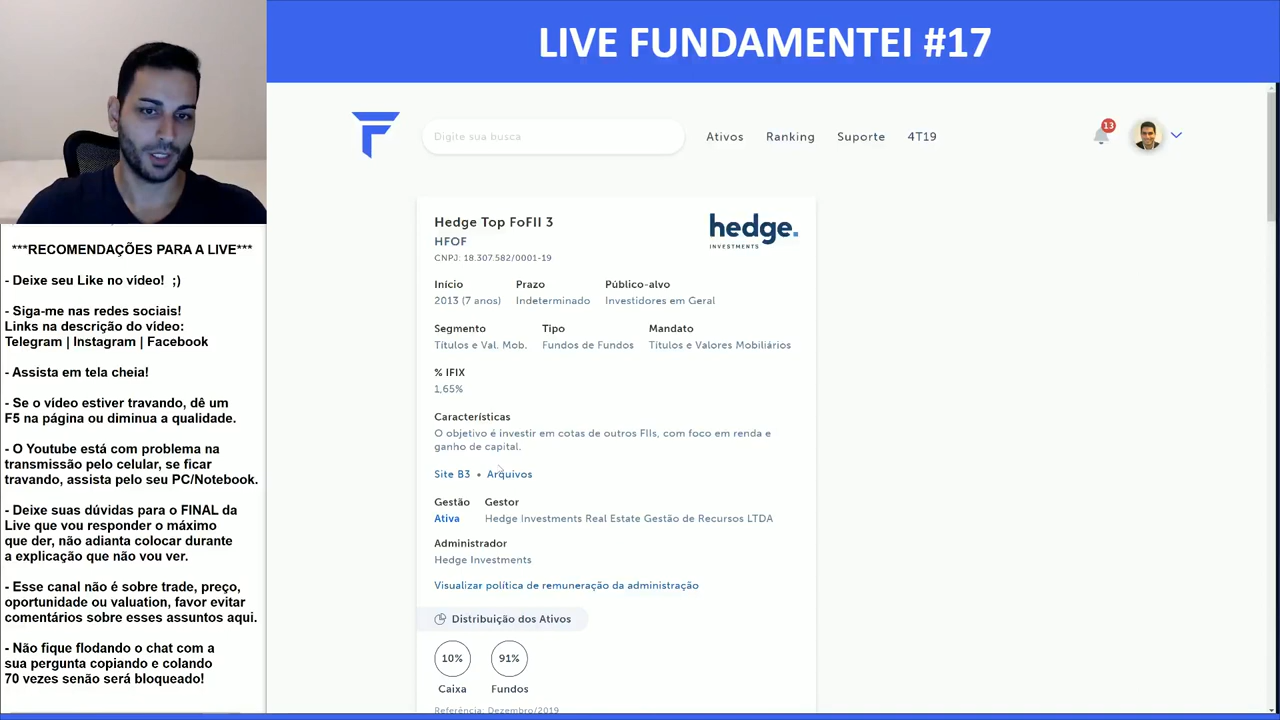 LIVE FUNDAMENTEI #17
Digite sua busca
Ativos Ranking Suporte 4T19
13
Hedge Top FoFII 3
HFOF
CNPJ: 18.307.582/0001-19
hedge.
INVESTMENTS
Início Prazo Público-alvo
2013 (7 anos) Indeterminado Investidores em Geral
Segmento Tipo Mandato
Títulos e Val. Mob. Fundos de Fundos Títulos e Valores Mobiliários
% IFIX
1,65%
Características
O objetivo é investir em cotas de outros FIIs, com foco em renda e
ganho de capital.
Site B3 • Arquivos
Gestão Gestor
Ativa Hedge Investments Real Estate Gestão de Recursos LTDA
Administrador
Hedge Investments
Visualizar política de remuneração da administração
Distribuição dos Ativos
10% 91%
Caixa Fundos
Referência: Dezembro/2019
***RECOMENDAÇÕES PARA A LIVE***
- Deixe seu Like no vídeo! ;)
- Siga-me nas redes sociais!
Links na descrição do vídeo:
Telegram | Instagram | Facebook
- Assista em tela cheia!
- Se o vídeo estiver travando, dê um
F5 na página ou diminua a qualidade.
- O Youtube está com problema na
transmissão pelo celular, se ficar
travando, assista pelo seu PC/Notebook.
- Deixe suas dúvidas para o FINAL da
Live que vou responder o máximo
que der, não adianta colocar durante
a explicação que não vou ver.
- Esse canal não é sobre trade, preço,
oportunidade ou valuation, favor evitar
comentários sobre esses assuntos aqui.
- Não fique flodando o chat com a
sua pergunta copiando e colando
70 vezes senão será bloqueado!